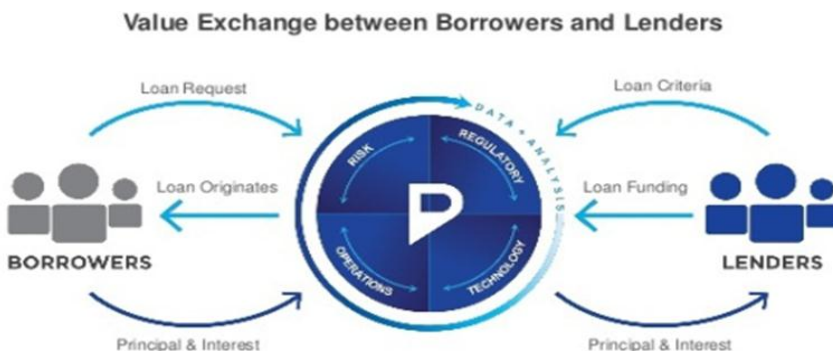 Value Exchange between Borrowers and Lenders
Loan Request
Loan Criteria
DATA + ANALYSIS
RISK
REGULATORY
Loan Originates
Loan Funding
P
OPERATIONS
TECHNOLOGY
BORROWERS
LENDERS
Principal & Interest
Principal & Interest